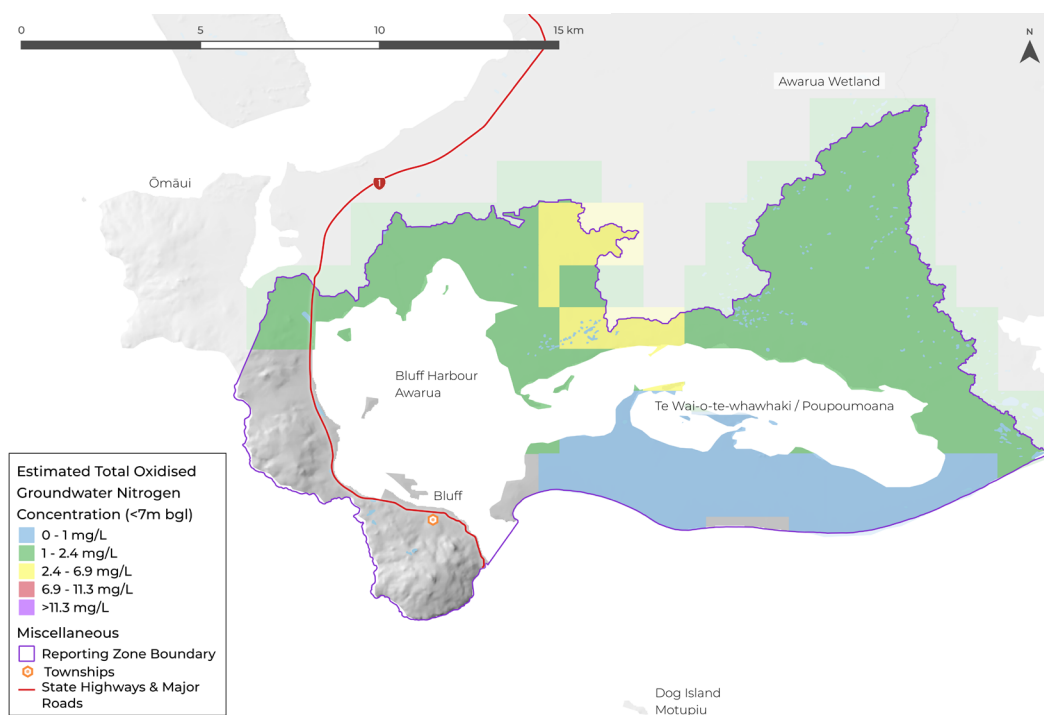 0
5
10
15 km
N
Awarua Wetland
1
Ōmāui
Bluff Harbour
Awarua
Te Wai-o-te-whawhaki / Poupoumoana
Bluff
Estimated Total Oxidised
Groundwater Nitrogen
Concentration (<7m bgl)
0 - 1 mg/L
1 - 2.4 mg/L
2.4 - 6.9 mg/L
6.9 - 11.3 mg/L
>11.3 mg/L
Miscellaneous
Reporting Zone Boundary
Townships
State Highways & Major
Roads
Dog Island
Motupiu